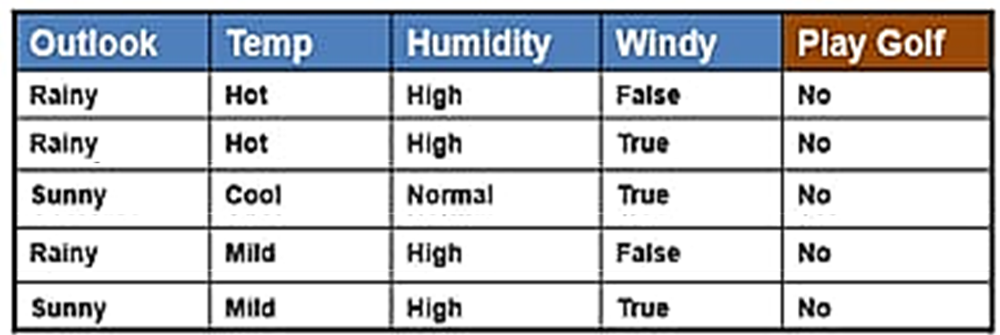 Outlook Temp Humidity Windy Play Golf
Rainy Hot High False No
Rainy Hot High True No
Sunny Cool Normal True No
Rainy Mild High False No
Sunny Mild High True No